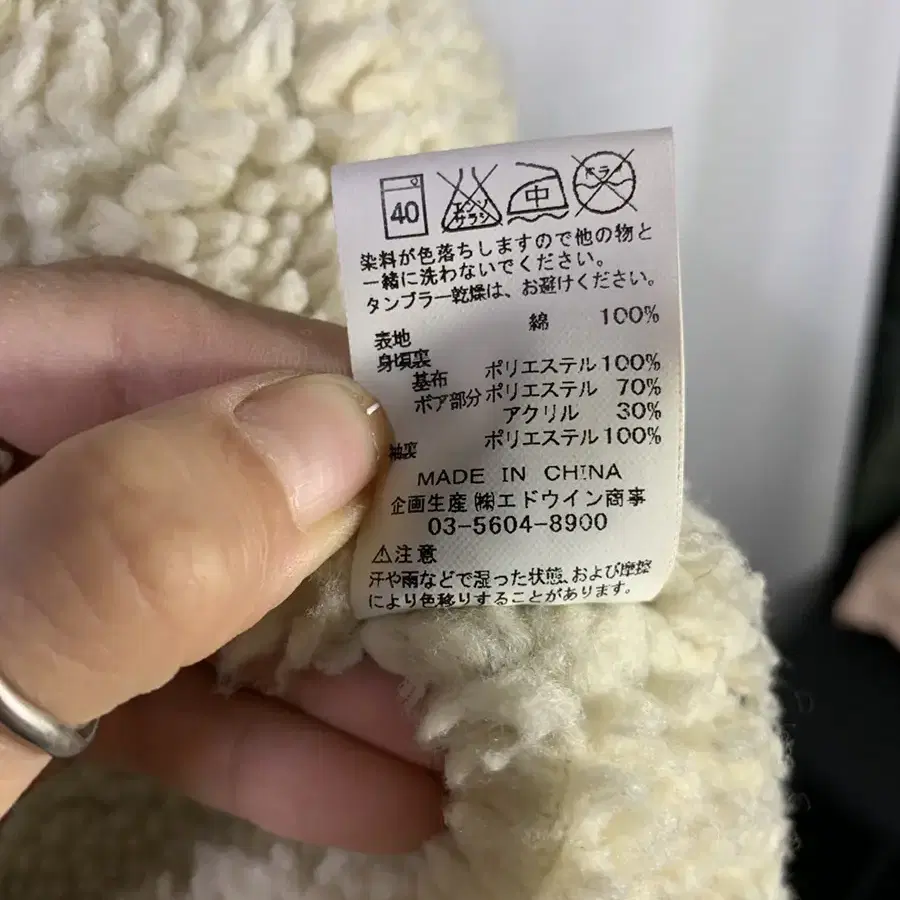 40 エンソ サラシ 中 ドライ
染料が色落ちしますので他の物と
一緒に洗わないでください。
タンブラー乾燥は、お避けください。
表地 綿 100%
身頃裏
基布 ポリエステル 100%
ボア部分 ポリエステル 70%
アクリル 30%
袖裏 ポリエステル 100%
MADE IN CHINA
企画生産 ㈱エドウイン商事
03-5604-8900
⚠注意
汗や雨などで湿った状態、および摩擦
により色移りすることがあります。